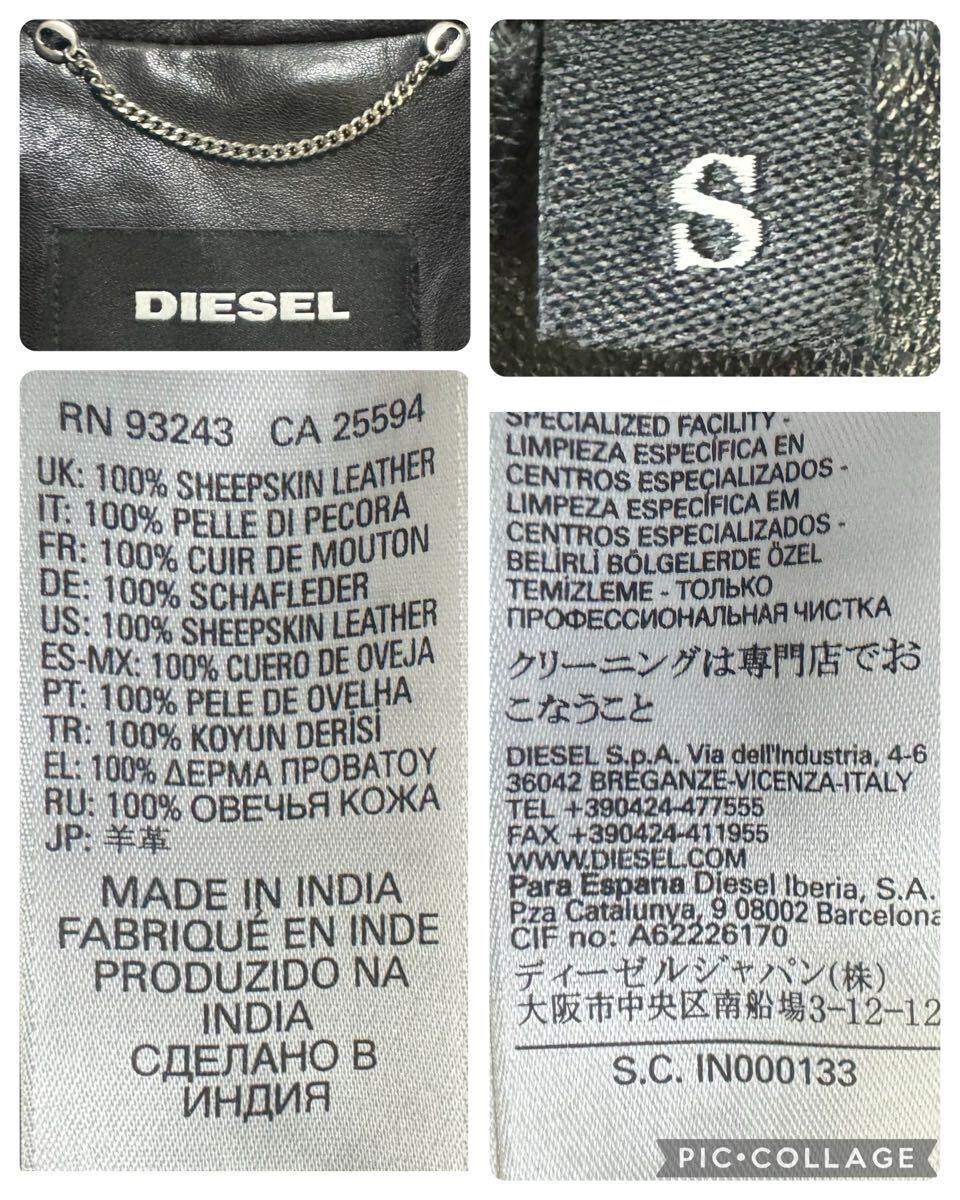 DIESEL
S
RN 93243 CA 25594
UK: 100% SHEEPSKIN LEATHER
IT: 100% PELLE DI PECORA
FR: 100% CUIR DE MOUTON
DE: 100% SCHAFLEDER
US: 100% SHEEPSKIN LEATHER
ES-MX: 100% CUERO DE OVEJA
PT: 100% PELE DE OVELHA
TR: 100% KOYUN DERİSİ
EL: 100% ΔΕΡΜΑ ΠΡΟΒΑΤΟΥ
RU: 100% ОВЕЧЬЯ КОЖА
JP: 羊革
MADE IN INDIA
FABRIQUÉ EN INDE
PRODUZIDO NA
INDIA
СДЕЛАНО В
ИНДИЯ
SPECIALIZED FACILITY -
LIMPIEZA ESPECÍFICA EN
CENTROS ESPECIALIZADOS -
LIMPEZA ESPECÍFICA EM
CENTROS ESPECIALIZADOS -
BELIRLİ BÖLGELERDE ÖZEL
TEMİZLEME - ТОЛЬКО
ПРОФЕССИОНАЛЬНАЯ ЧИСТКА
クリーニングは専門店でお
こなうこと
DIESEL S.p.A. Via dell'Industria, 4-6
36042 BREGANZE-VICENZA-ITALY
TEL +390424-477555
FAX +390424-411955
WWW.DIESEL.COM
Para Espana Diesel Iberia, S.A.
P.za Catalunya, 9 08002 Barcelona
CIF no: A62226170
ディーゼルジャパン(株)
大阪市中央区南船場3-12-12
S.C. IN000133
PIC•COLLAGE